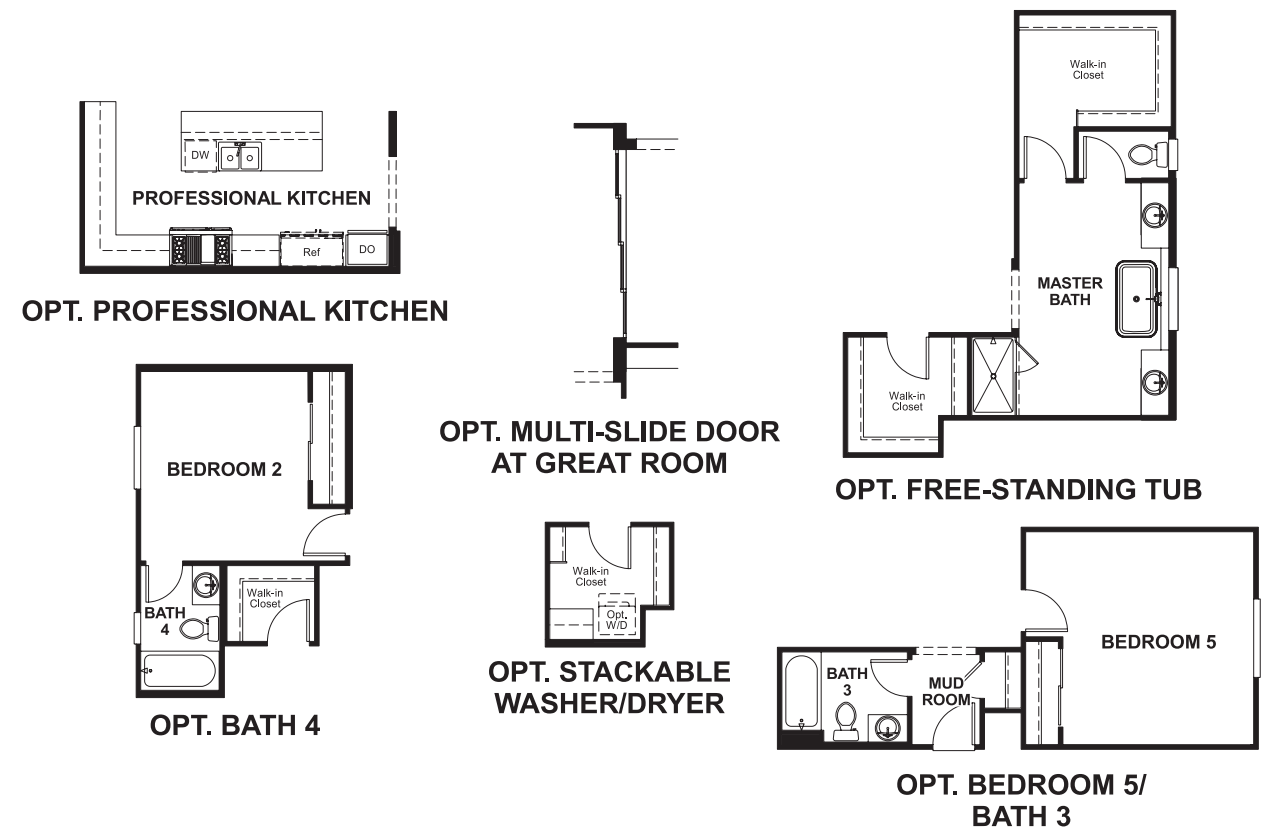 DW
PROFESSIONAL KITCHEN
Ref
DO
OPT. PROFESSIONAL KITCHEN
BEDROOM 2
BATH
4
Walk-in
Closet
OPT. BATH 4
OPT. MULTI-SLIDE DOOR
AT GREAT ROOM
Walk-in
Closet
Opt.
W/D
OPT. STACKABLE
WASHER/DRYER
Walk-in
Closet
MASTER
BATH
Walk-in
Closet
OPT. FREE-STANDING TUB
BEDROOM 5
BATH
3
MUD
ROOM
OPT. BEDROOM 5/
BATH 3